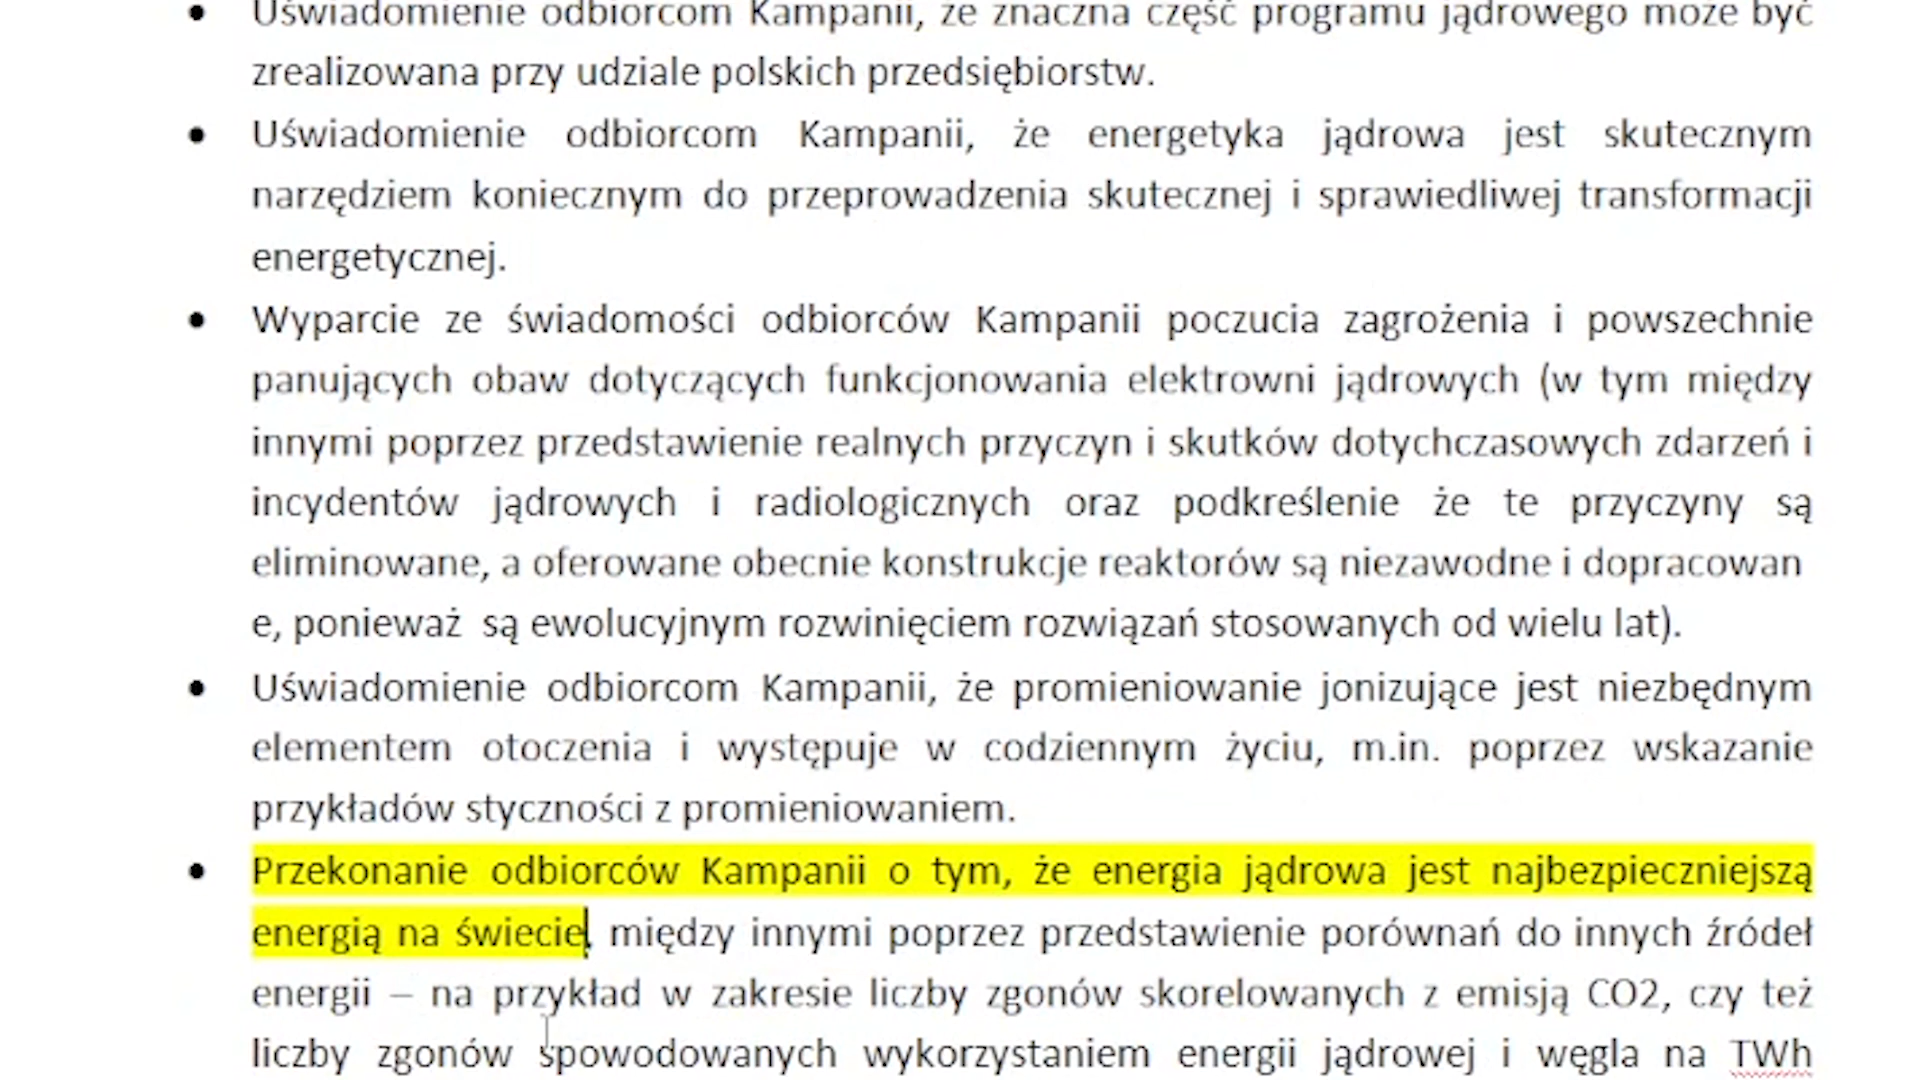 • Uświadomienie odbiorcom Kampanii, że znaczna część programu jądrowego może być
zrealizowana przy udziale polskich przedsiębiorstw.
• Uświadomienie odbiorcom Kampanii, że energetyka jądrowa jest skutecznym
narzędziem koniecznym do przeprowadzenia skutecznej i sprawiedliwej transformacji
energetycznej.
• Wyparcie ze świadomości odbiorców Kampanii poczucia zagrożenia i powszechnie
panujących obaw dotyczących funkcjonowania elektrowni jądrowych (w tym między
innymi poprzez przedstawienie realnych przyczyn i skutków dotychczasowych zdarzeń i
incydentów jądrowych i radiologicznych oraz podkreślenie że te przyczyny są
eliminowane, a oferowane obecnie konstrukcje reaktorów są niezawodne i dopracowan
e, ponieważ są ewolucyjnym rozwinięciem rozwiązań stosowanych od wielu lat).
• Uświadomienie odbiorcom Kampanii, że promieniowanie jonizujące jest niezbędnym
elementem otoczenia i występuje w codziennym życiu, m.in. poprzez wskazanie
przykładów styczności z promieniowaniem.
• Przekonanie odbiorców Kampanii o tym, że energia jądrowa jest najbezpieczniejszą
energią na świecie, między innymi poprzez przedstawienie porównań do innych źródeł
energii – na przykład w zakresie liczby zgonów skorelowanych z emisją CO2, czy też
liczby zgonów spowodowanych wykorzystaniem energii jądrowej i węgla na TWh